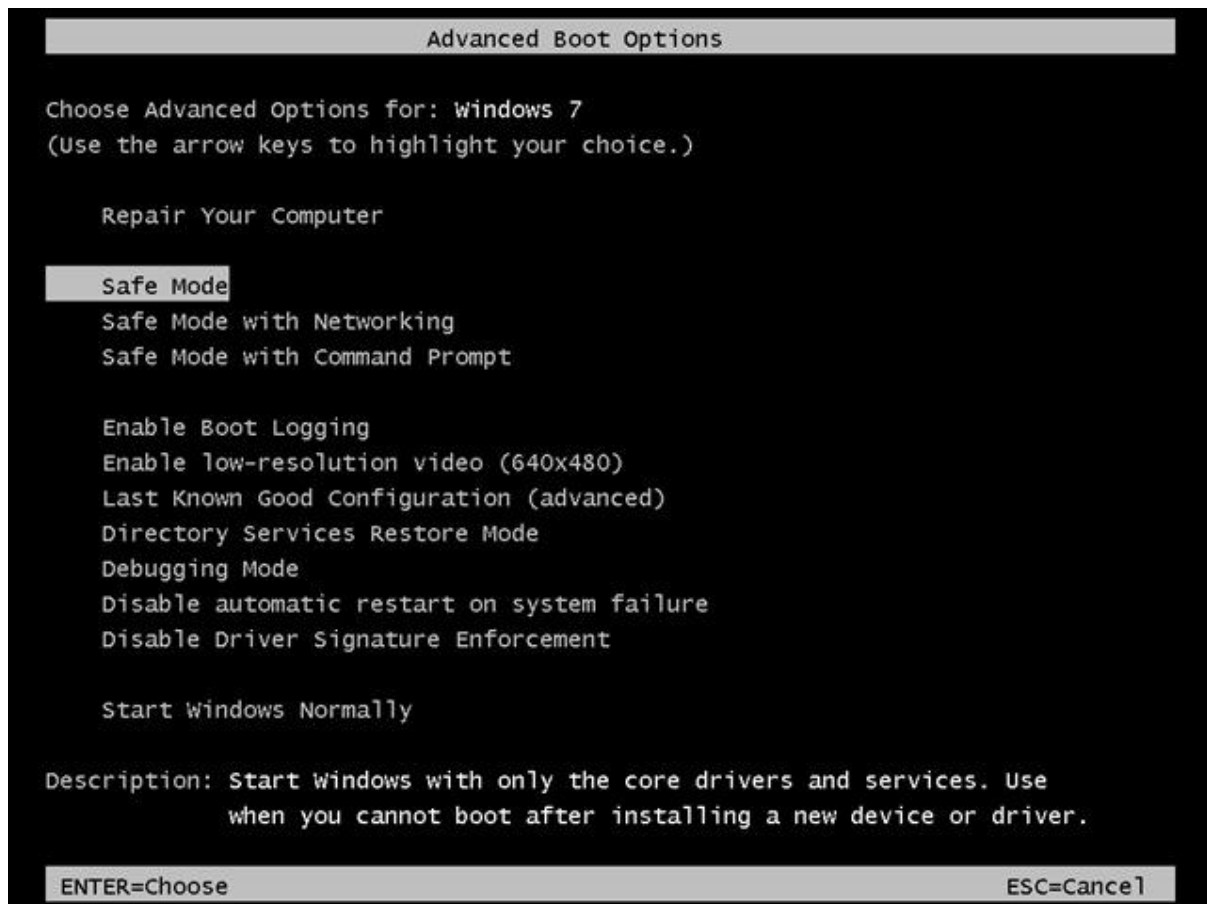 Advanced Boot Options
Choose Advanced Options for: Windows 7
(Use the arrow keys to highlight your choice.)
Repair Your Computer
Safe Mode
Safe Mode with Networking
Safe Mode with Command Prompt
Enable Boot Logging
Enable low-resolution video (640x480)
Last Known Good Configuration (advanced)
Directory Services Restore Mode
Debugging Mode
Disable automatic restart on system failure
Disable Driver Signature Enforcement
Start Windows Normally
Description: Start Windows with only the core drivers and services. Use
when you cannot boot after installing a new device or driver.
ENTER=Choose ESC=Cancel